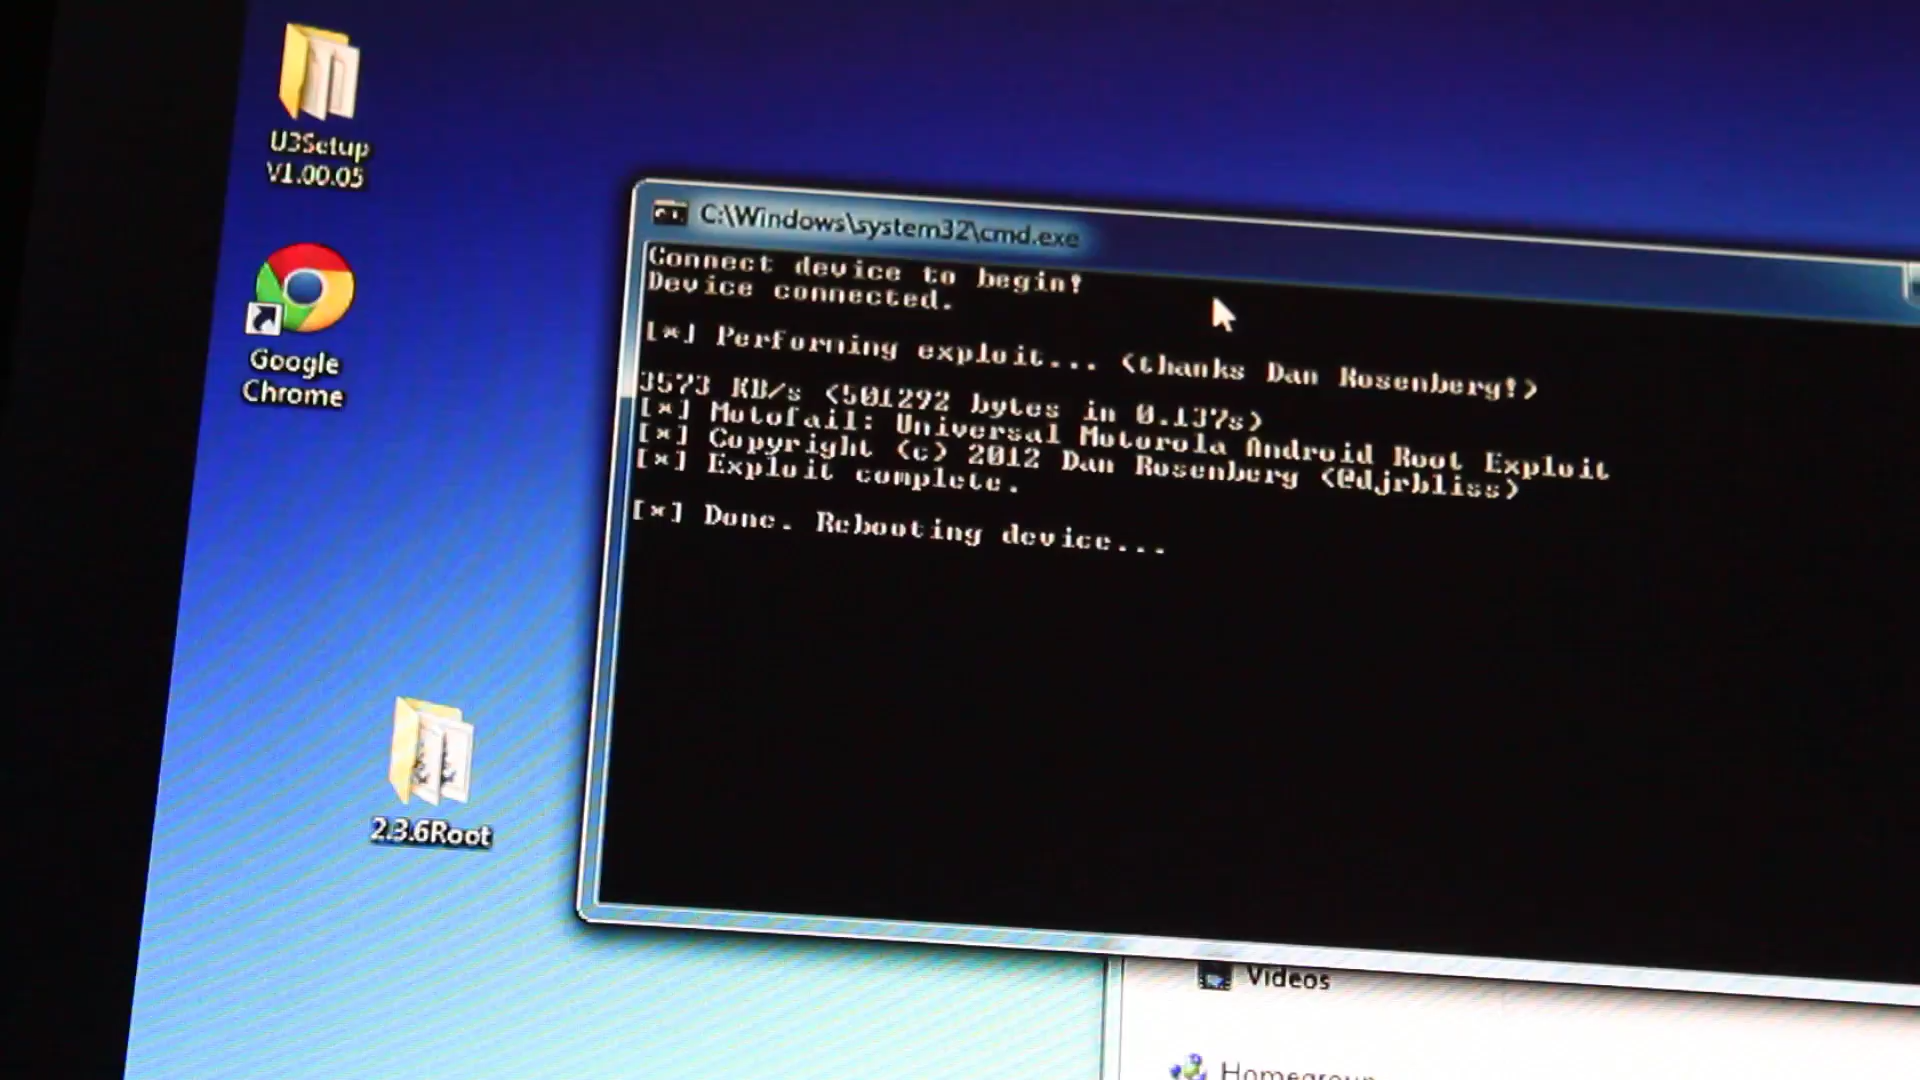 U3Setup
V1.00.05
Google
Chrome
2.3.6Root
C:\Windows\system32\cmd.exe
Connect device to begin!
Device connected.
[*] Performing exploit... (thanks Dan Rosenberg!)
3573 KB/s (501292 bytes in 0.137s)
[*] Motofail: Universal Motorola Android Root Exploit
[*] Copyright (c) 2012 Dan Rosenberg (@djrbliss)
[*] Exploit complete.
[*] Done. Rebooting device...
Videos
Homegroup